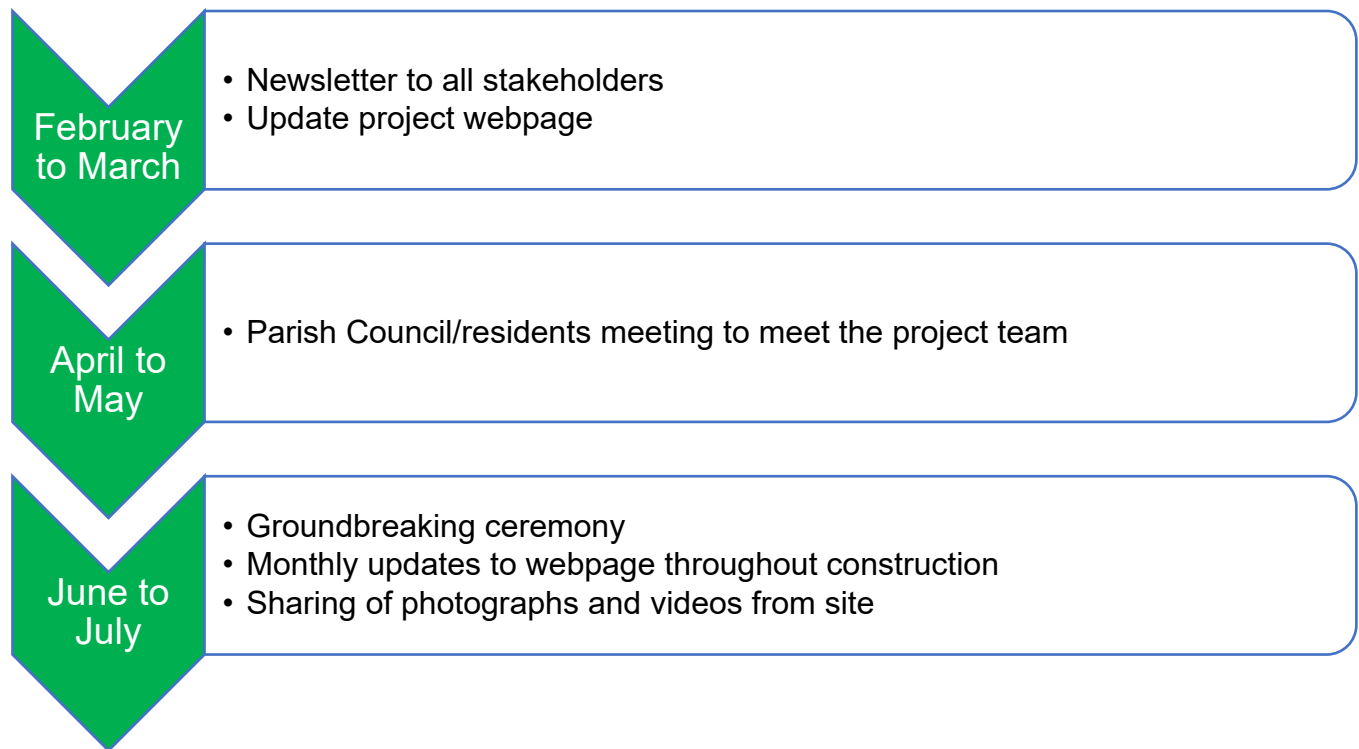 February
to March
• Newsletter to all stakeholders
• Update project webpage
April to
May
• Parish Council/residents meeting to meet the project team
June to
July
• Groundbreaking ceremony
• Monthly updates to webpage throughout construction
• Sharing of photographs and videos from site